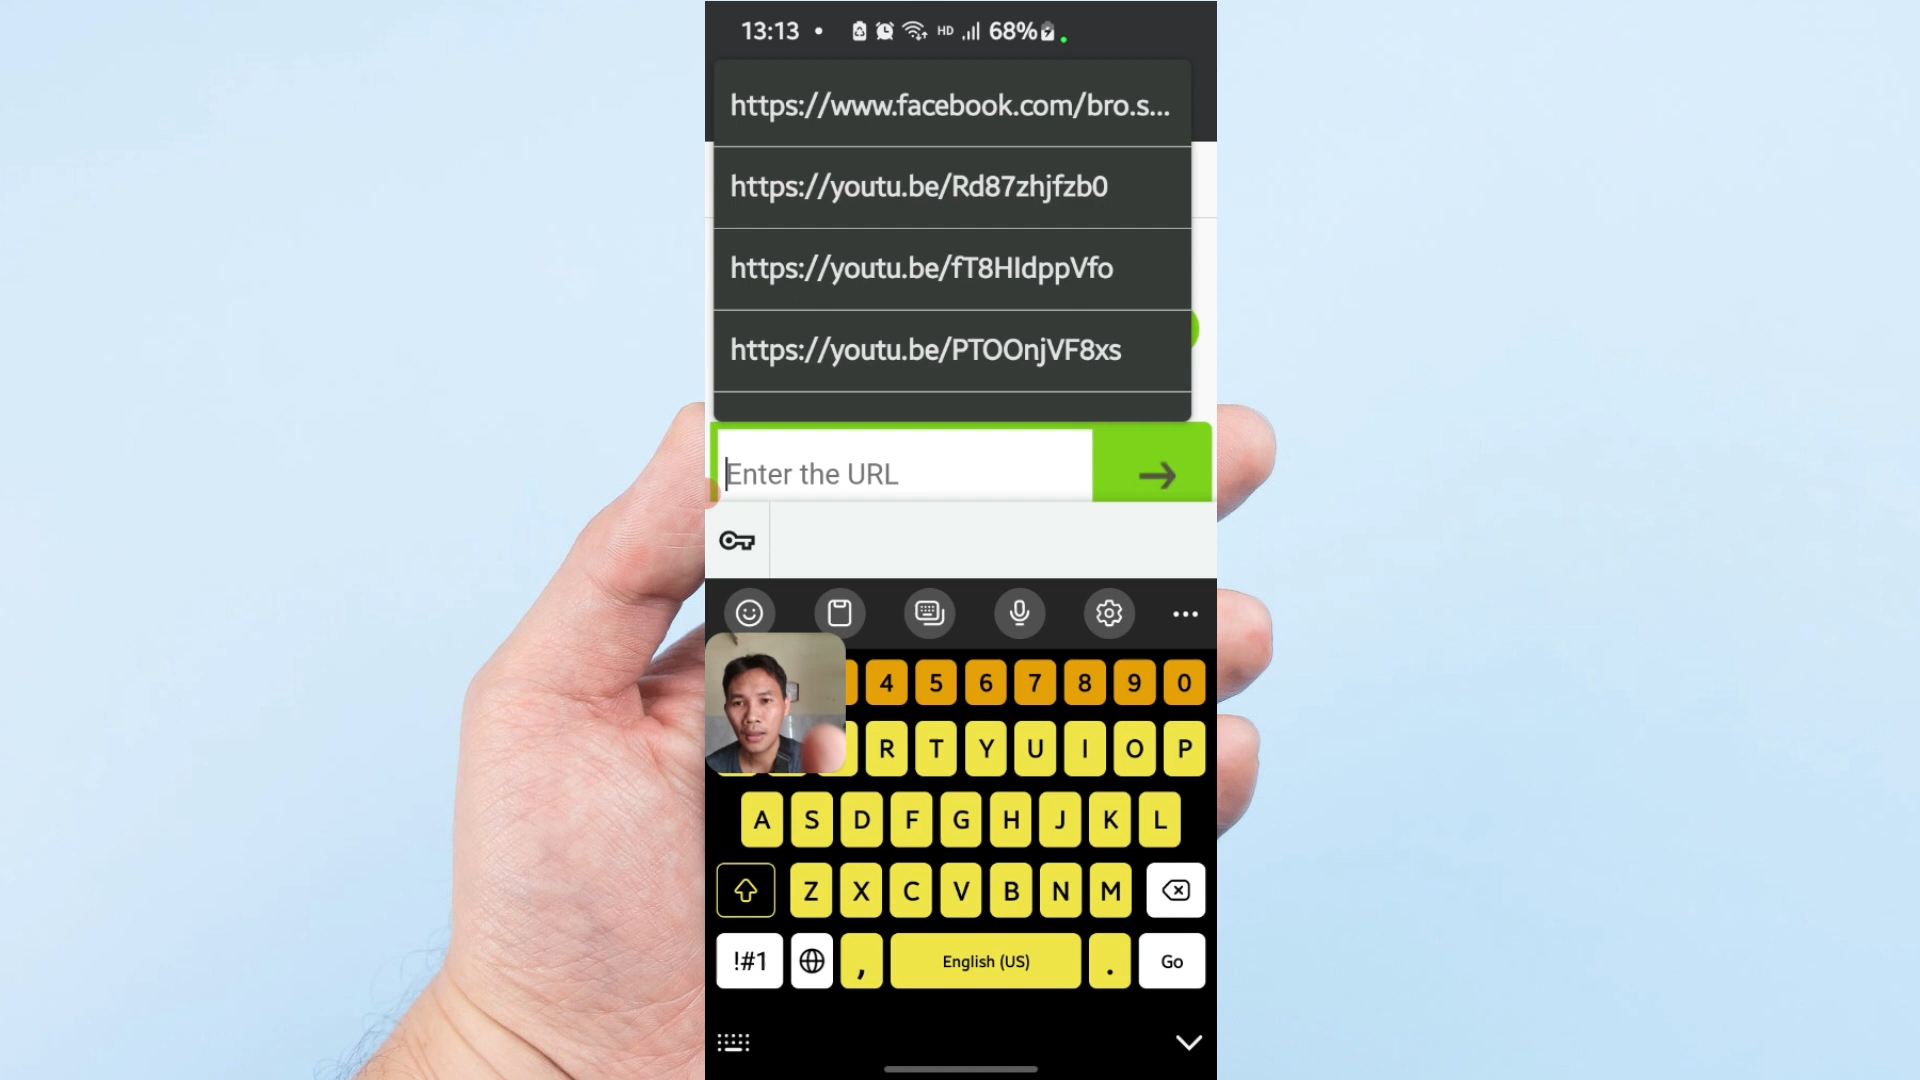 13:13 • HD 68%
https://www.facebook.com/bro.s...
https://youtu.be/Rd87zhjfzb0
https://youtu.be/fT8HIdppVfo
https://youtu.be/PTOOnjVF8xs
Enter the URL
4 5 6 7 8 9 0
R T Y U I O P
A S D F G H J K L
Z X C V B N M
!#1 , English (US) . Go